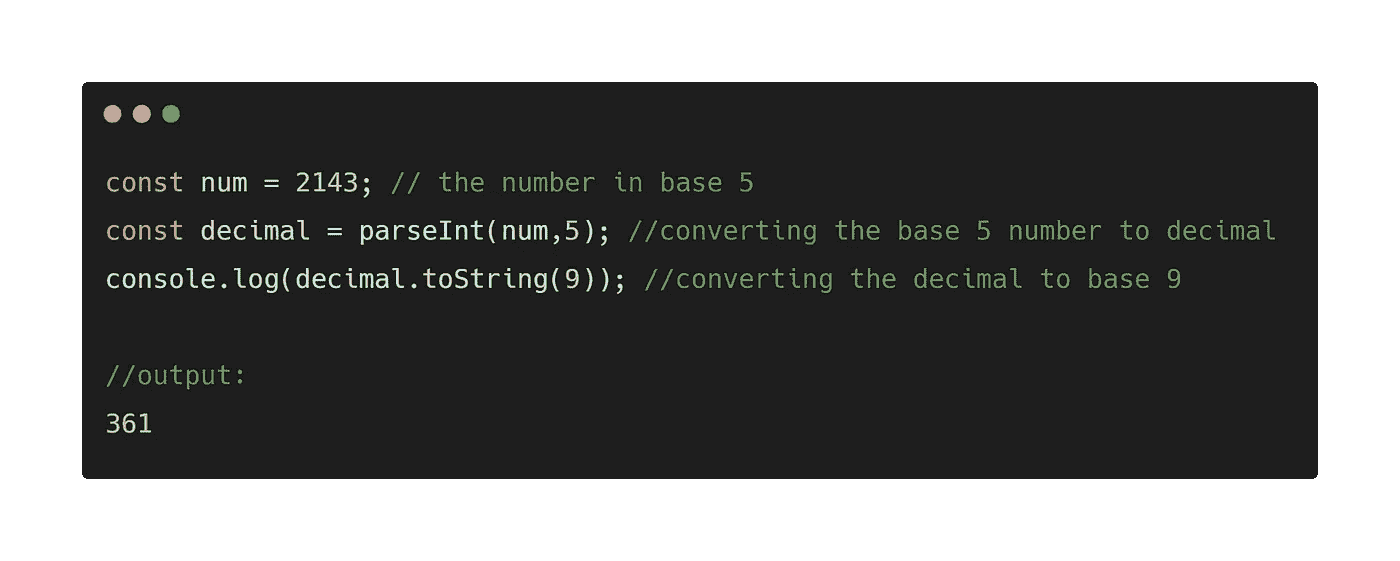 const num = 2143; // the number in base 5
const decimal = parseInt(num,5); //converting the base 5 number to decimal
console.log(decimal.toString(9)); //converting the decimal to base 9
//output:
361